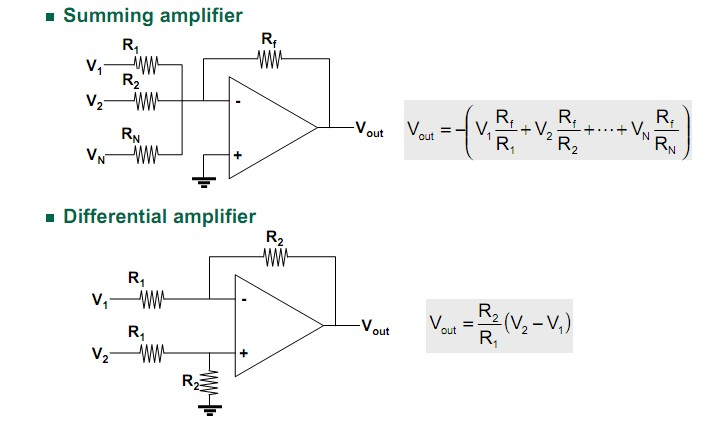 ▪ Summing amplifier
R₁
Rf
V₁
R₂
V₂
-
Vout
Vout = -(V₁ Rf/R₁ + V₂ Rf/R₂ + ··· + VN Rf/RN)
RN
VN
+
▪ Differential amplifier
R₂
R₁
V₁
-
Vout
Vout = R₂/R₁ (V₂ – V₁)
R₁
V₂
+
R₂